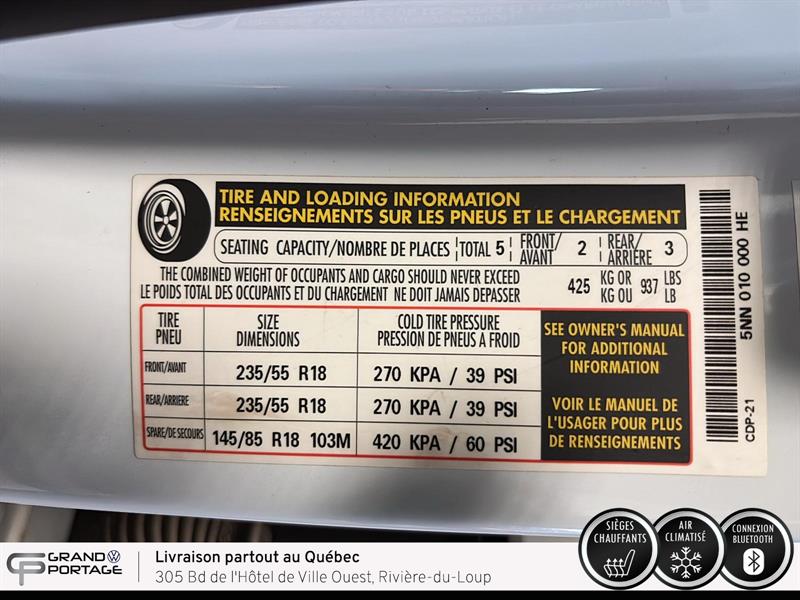 TIRE AND LOADING INFORMATION
RENSEIGNEMENTS SUR LES PNEUS ET LE CHARGEMENT
SEATING CAPACITY/NOMBRE DE PLACES TOTAL 5 FRONT/AVANT 2 REAR/ARRIÈRE 3
THE COMBINED WEIGHT OF OCCUPANTS AND CARGO SHOULD NEVER EXCEED 425 KG OR 937 LBS
LE POIDS TOTAL DES OCCUPANTS ET DU CHARGEMENT NE DOIT JAMAIS DEPASSER KG OU LB
TIRE SIZE COLD TIRE PRESSURE
PNEU DIMENSIONS PRESSION DE PNEUS A FROID
FRONT/AVANT 235/55 R18 270 KPA / 39 PSI
REAR/ARRIERE 235/55 R18 270 KPA / 39 PSI
SPARE/DE SECOURS 145/85 R18 103M 420 KPA / 60 PSI
SEE OWNER'S MANUAL
FOR ADDITIONAL
INFORMATION
VOIR LE MANUEL DE
L'USAGER POUR PLUS
DE RENSEIGNEMENTS
5NN 010 000 HE
CDP-21
SIÈGES
CHAUFFANTS
AIR
CLIMATISÉ
CONNEXION
BLUETOOTH
GP GRAND
PORTAGE
Livraison partout au Québec
305 Bd de l'Hôtel de Ville Ouest, Rivière-du-Loup